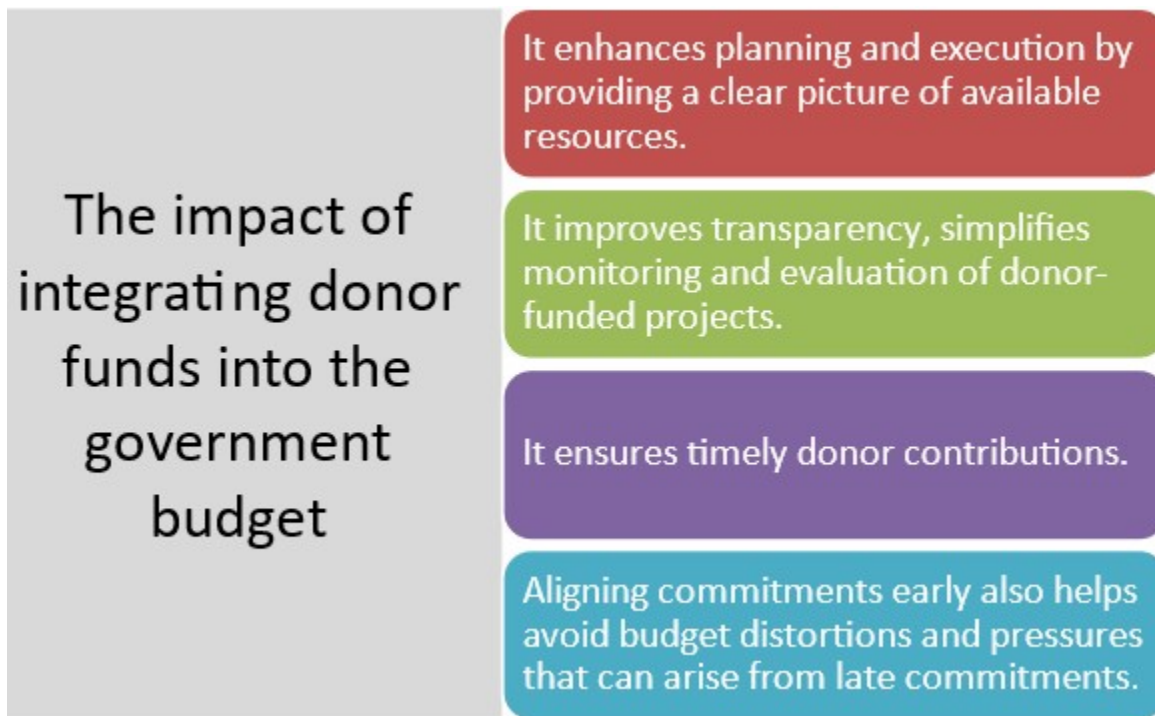 The impact of
integrating donor
funds into the
government
budget
It enhances planning and execution by
providing a clear picture of available
resources.
It improves transparency, simplifies
monitoring and evaluation of donor-
funded projects.
It ensures timely donor contributions.
Aligning commitments early also helps
avoid budget distortions and pressures
that can arise from late commitments.